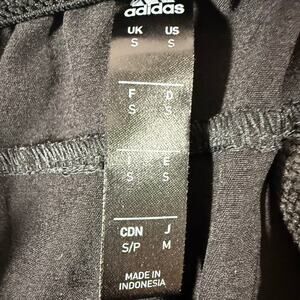 adidas
UK US
S S
F D
S S
I E
S S
CDN J
S/P M
MADE IN
INDONESIA